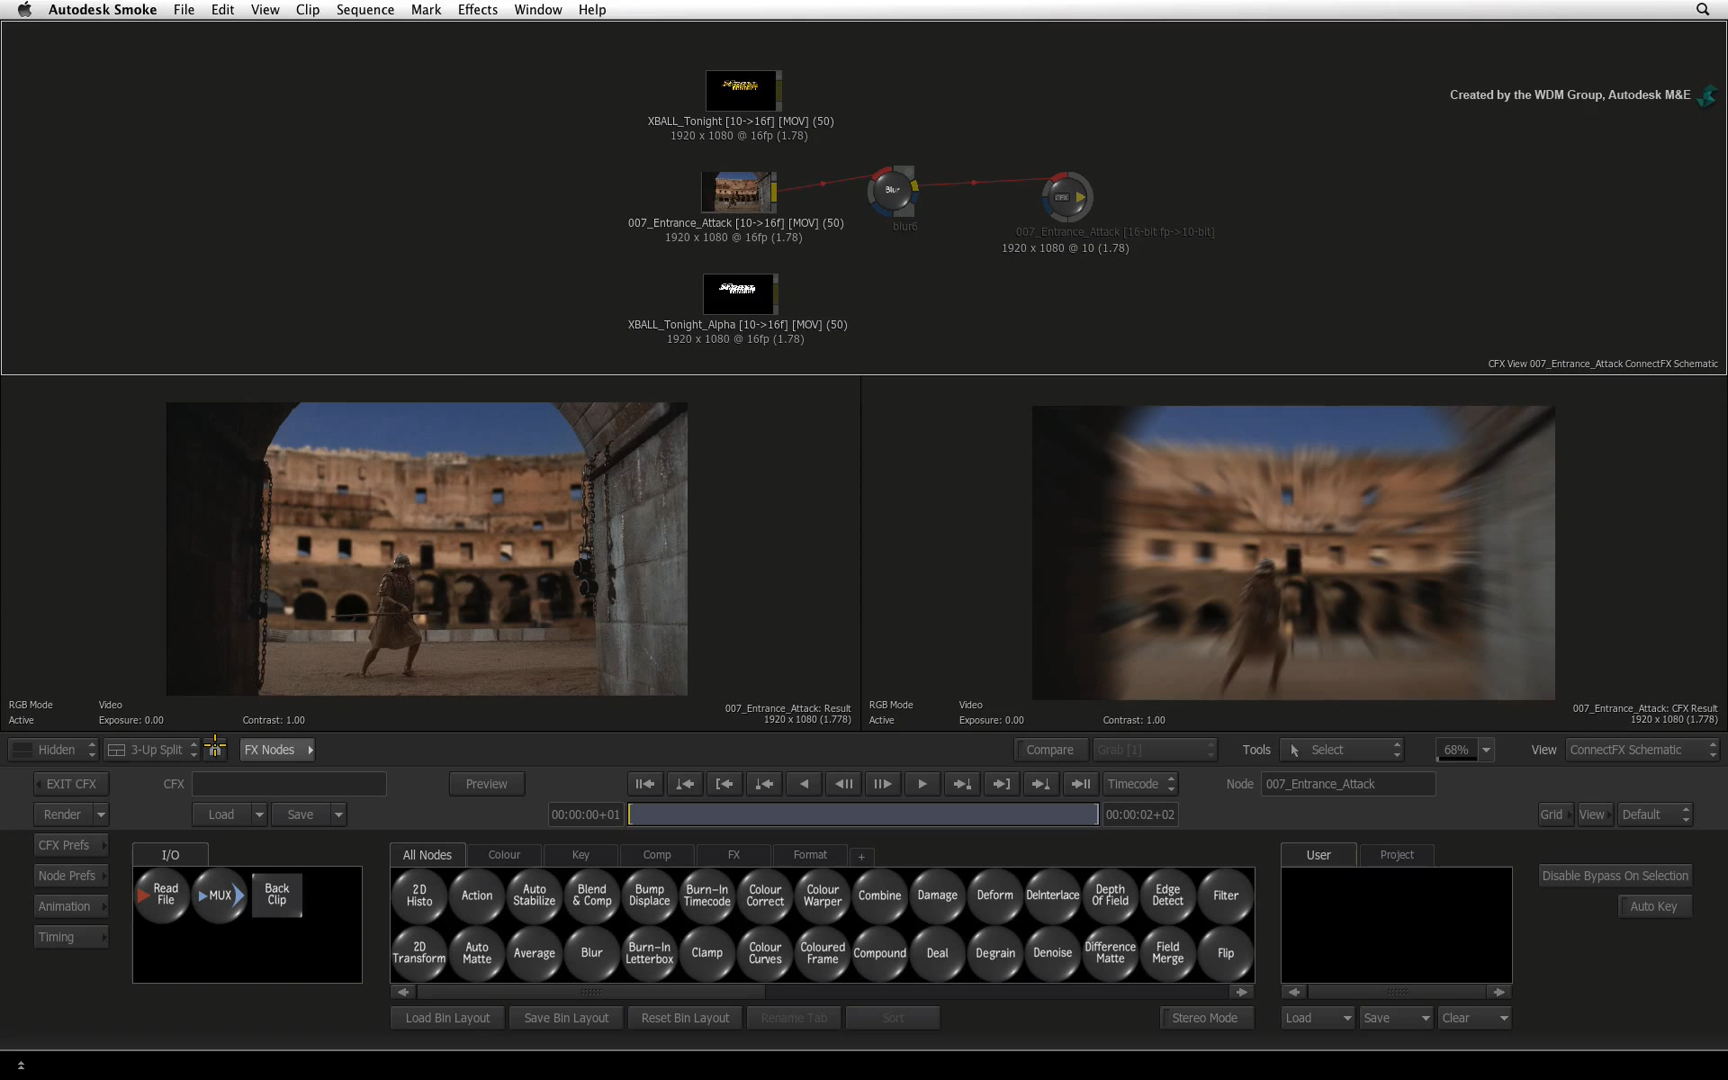 Autodesk Smoke File Edit View Clip Sequence Mark Effects Window Help
Created by the WDM Group, Autodesk M&E
XBALL_Tonight [10->16f] [MOV] (50)
1920 x 1080 @ 16fp (1.78)
Blur
blur6
CFX
007_Entrance_Attack [10->16f] [MOV] (50)
1920 x 1080 @ 16fp (1.78)
007_Entrance_Attack [16-bit fp->10-bit]
1920 x 1080 @ 10 (1.78)
XBALL_Tonight_Alpha [10->16f] [MOV] (50)
1920 x 1080 @ 16fp (1.78)
CFX View 007_Entrance_Attack ConnectFX Schematic
RGB Mode Video 007_Entrance_Attack: Result
Active Exposure: 0.00 Contrast: 1.00 1920 x 1080 (1.778)
RGB Mode Video 007_Entrance_Attack: CFX Result
Active Exposure: 0.00 Contrast: 1.00 1920 x 1080 (1.778)
Hidden 3-Up Split FX Nodes Compare Grab [1] Tools Select 68% View ConnectFX Schematic
EXIT CFX CFX Preview Timecode Node 007_Entrance_Attack
Render Load Save 00:00:00+01 00:00:02+02 Grid View Default
CFX Prefs
Node Prefs
Animation
Timing
I/O
Read File MUX Back Clip
All Nodes Colour Key Comp FX Format +
2D Histo Action Auto Stabilize Blend & Comp Bump Displace Burn-In Timecode Colour Correct Colour Warper Combine Damage Deform DeInterlace Depth Of Field Edge Detect Filter
2D Transform Auto Matte Average Blur Burn-In Letterbox Clamp Colour Curves Coloured Frame Compound Deal Degrain Denoise Difference Matte Field Merge Flip
Load Bin Layout Save Bin Layout Reset Bin Layout Rename Tab Sort Stereo Mode
User Project
Load Save Clear
Disable Bypass On Selection
Auto Key